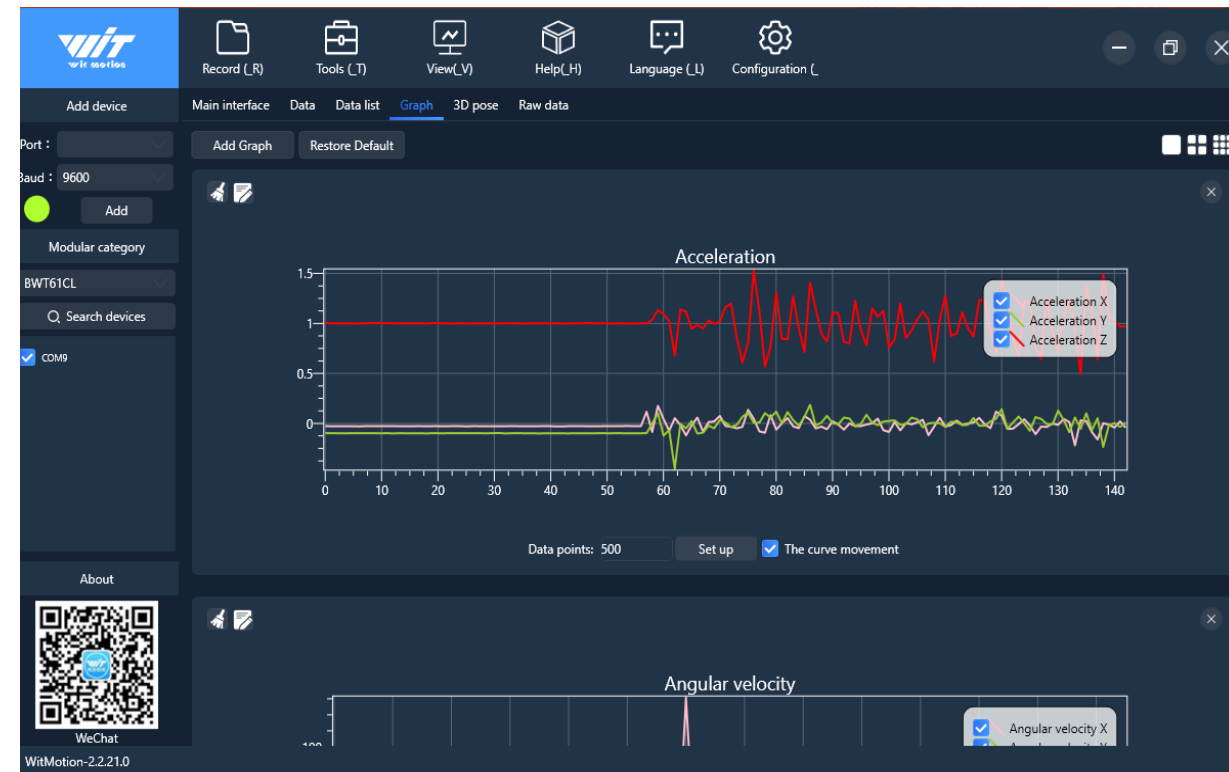 wit
wit motion
Record (_R)
Tools (_T)
View(_V)
Help(_H)
Language (_L)
Configuration (_
Add device
Main interface Data Data list Graph 3D pose Raw data
Port :
Add Graph Restore Default
Baud : 9600
Add
Modular category
BWT61CL
Search devices
COM9
Acceleration
1.5
1
0.5
0
0 10 20 30 40 50 60 70 80 90 100 110 120 130 140
Acceleration X
Acceleration Y
Acceleration Z
Data points: 500 Set up The curve movement
About
WeChat
Angular velocity
Angular velocity X
WitMotion-2.2.21.0